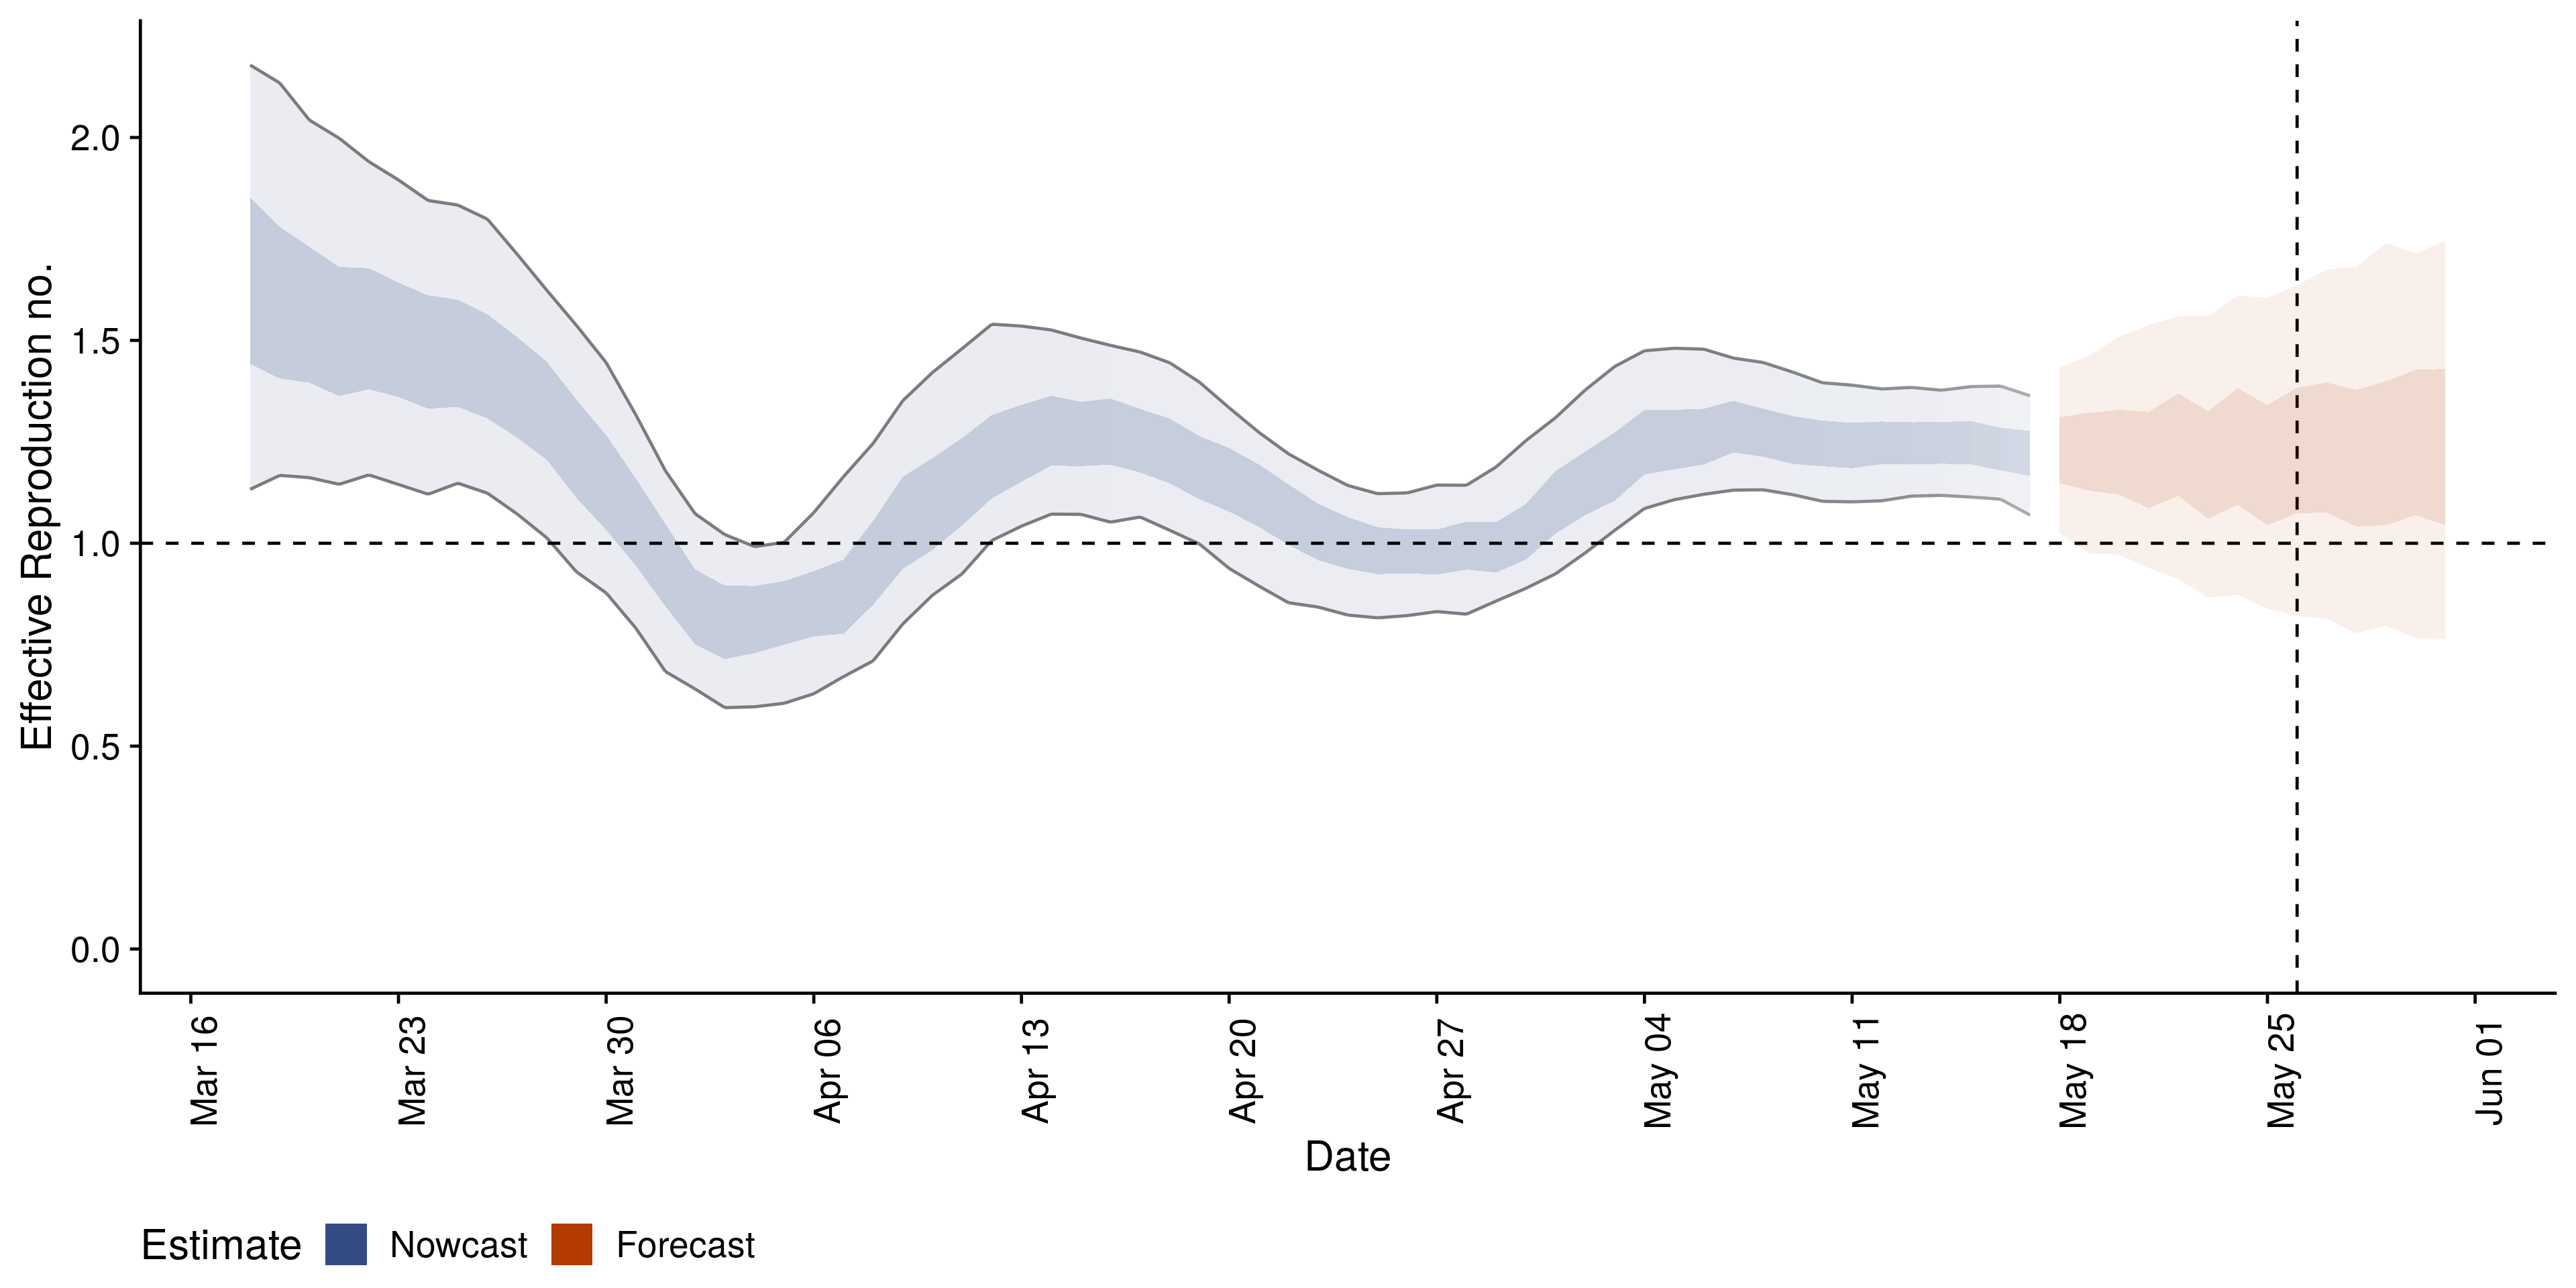 Effective Reproduction no.
2.0
1.5
1.0
0.5
0.0
Mar 16
Mar 23
Mar 30
Apr 06
Apr 13
Apr 20
Apr 27
May 04
May 11
May 18
May 25
Jun 01
Date
Estimate Nowcast Forecast